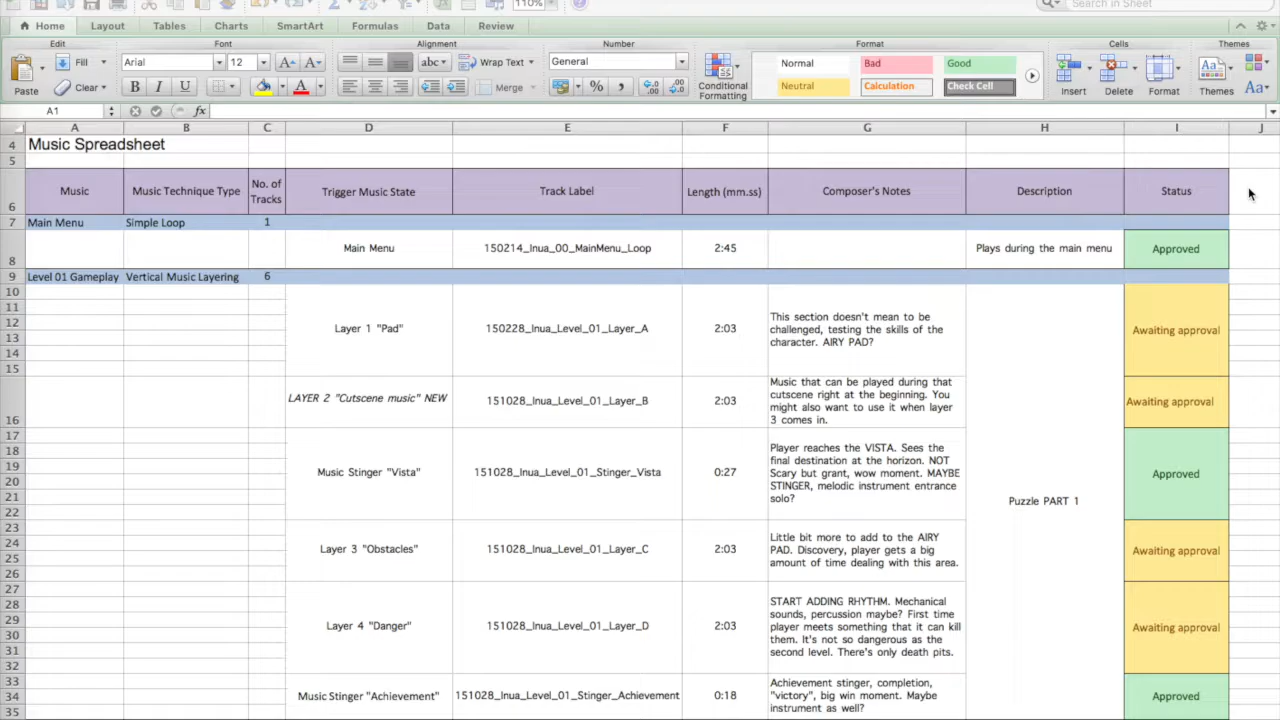 110%
Search in Sheet
Home Layout Tables Charts SmartArt Formulas Data Review
Edit Font Alignment Number Format Cells Themes
Fill Arial 12 A A abc Wrap Text General Normal Bad Good
Paste Clear B I U A Merge % , Conditional Formatting Neutral Calculation Check Cell Insert Delete Format Themes Aa
A1 fx
A B C D E F G H I J
4 Music Spreadsheet
5
6 Music Music Technique Type No. of Tracks Trigger Music State Track Label Length (mm.ss) Composer's Notes Description Status
7 Main Menu Simple Loop 1
8 Main Menu 150214_Inua_00_MainMenu_Loop 2:45 Plays during the main menu Approved
9 Level 01 Gameplay Vertical Music Layering 6
10
11
12
13
14
15
Layer 1 "Pad" 150228_Inua_Level_01_Layer_A 2:03
This section doesn't mean to be
challenged, testing the skills of the
character. AIRY PAD?
Awaiting approval
16
LAYER 2 "Cutscene music" NEW 151028_Inua_Level_01_Layer_B 2:03
Music that can be played during that
cutscene right at the beginning. You
might also want to use it when layer
3 comes in.
Awaiting approval
17
18
19
20
21
22
Music Stinger "Vista" 151028_Inua_Level_01_Stinger_Vista 0:27
Player reaches the VISTA. Sees the
final destination at the horizon. NOT
Scary but grant, wow moment. MAYBE
STINGER, melodic instrument entrance
solo?
Approved
Puzzle PART 1
23
24
25
26
Layer 3 "Obstacles" 151028_Inua_Level_01_Layer_C 2:03
Little bit more to add to the AIRY
PAD. Discovery, player gets a big
amount of time dealing with this area.
Awaiting approval
27
28
29
30
31
32
Layer 4 "Danger" 151028_Inua_Level_01_Layer_D 2:03
START ADDING RHYTHM. Mechanical
sounds, percussion maybe? First time
player meets something that it can kill
them. It's not so dangerous as the
second level. There's only death pits.
Awaiting approval
33
34
35
Music Stinger "Achievement" 151028_Inua_Level_01_Stinger_Achievement 0:18
Achievement stinger, completion,
"victory", big win moment. Maybe
instrument as well?
Approved